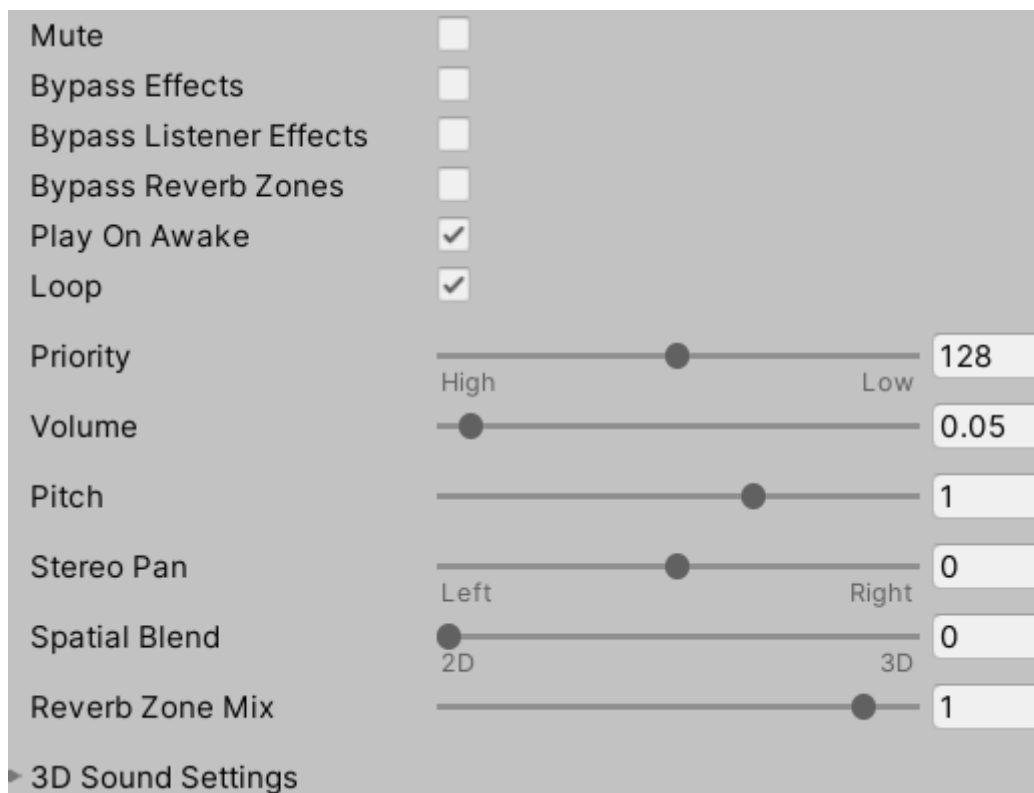 Mute
Bypass Effects
Bypass Listener Effects
Bypass Reverb Zones
Play On Awake
Loop
Priority 128
High Low
Volume 0.05
Pitch 1
Stereo Pan 0
Left Right
Spatial Blend 0
2D 3D
Reverb Zone Mix 1
3D Sound Settings